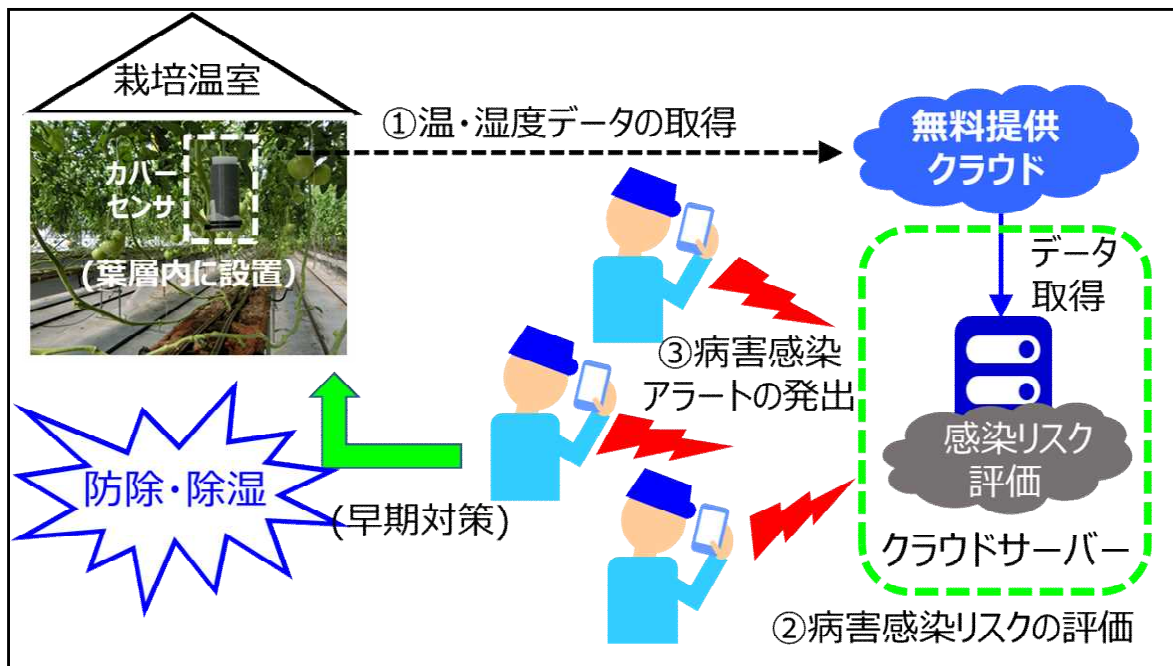 栽培温室
カバー
センサ
(葉層内に設置)
①温・湿度データの取得
無料提供
クラウド
データ
取得
③病害感染
アラートの発出
感染リスク
評価
クラウドサーバー
②病害感染リスクの評価
防除・除湿
(早期対策)